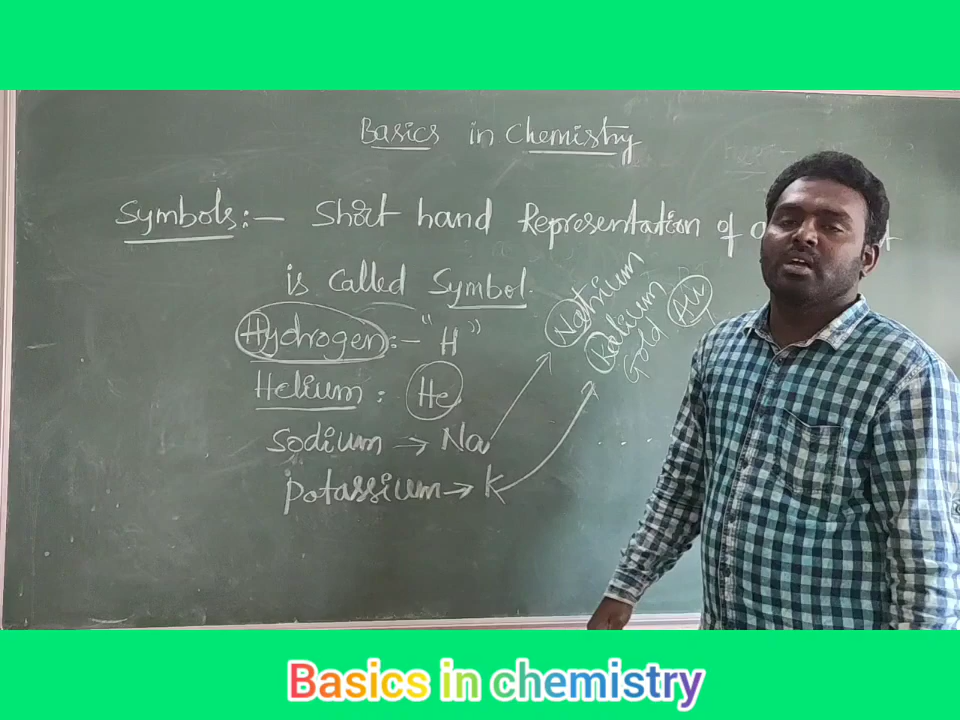 Basics in Chemistry
Symbols:- Short hand Representation of
is called Symbol.
Hydrogen:- "H"
Helium: He
Sodium → Na
potassium → K
Natrium
Kalium
Gold Au
Basics in chemistry